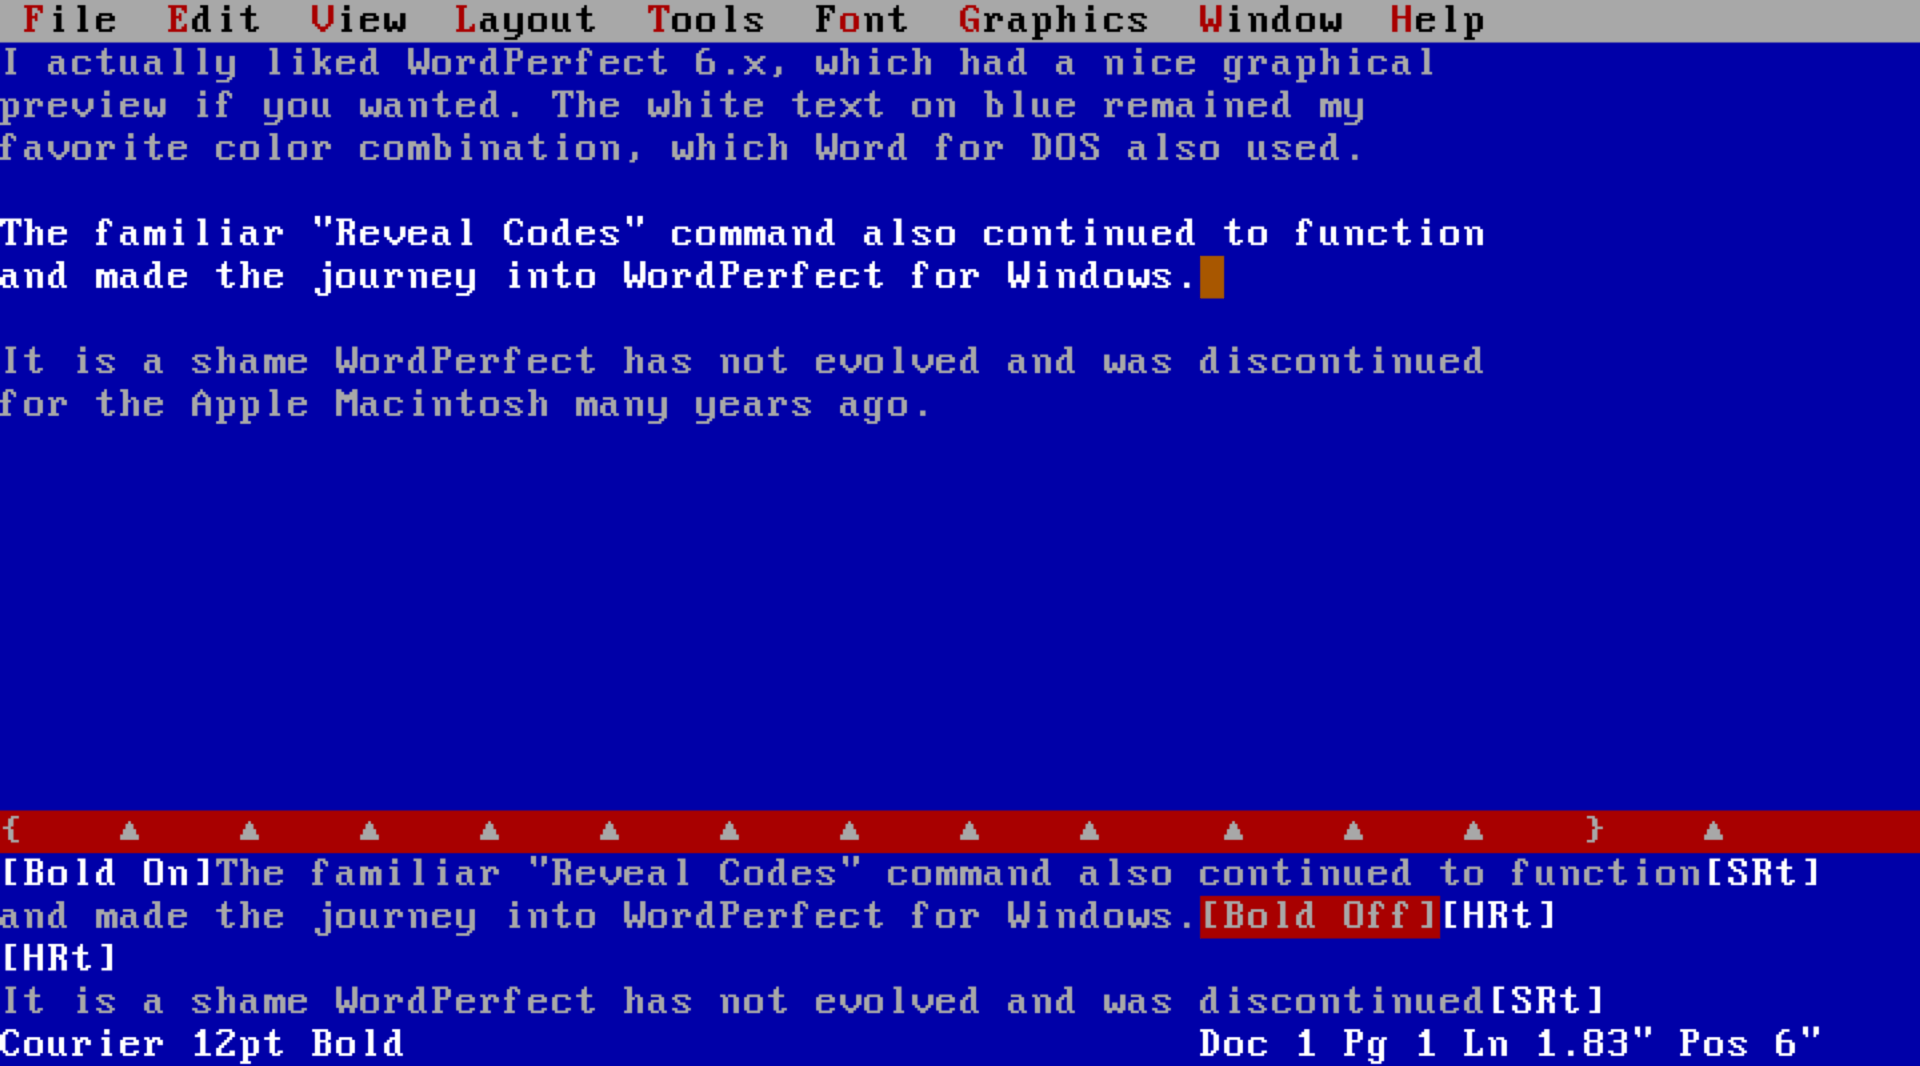 File Edit View Layout Tools Font Graphics Window Help
I actually liked WordPerfect 6.x, which had a nice graphical
preview if you wanted. The white text on blue remained my
favorite color combination, which Word for DOS also used.
The familiar "Reveal Codes" command also continued to function
and made the journey into WordPerfect for Windows.
It is a shame WordPerfect has not evolved and was discontinued
for the Apple Macintosh many years ago.
{ ▲ ▲ ▲ ▲ ▲ ▲ ▲ ▲ ▲ ▲ ▲ ▲ } ▲
[Bold On]The familiar "Reveal Codes" command also continued to function[SRt]
and made the journey into WordPerfect for Windows.[Bold Off][HRt]
[HRt]
It is a shame WordPerfect has not evolved and was discontinued[SRt]
Courier 12pt Bold Doc 1 Pg 1 Ln 1.83" Pos 6"